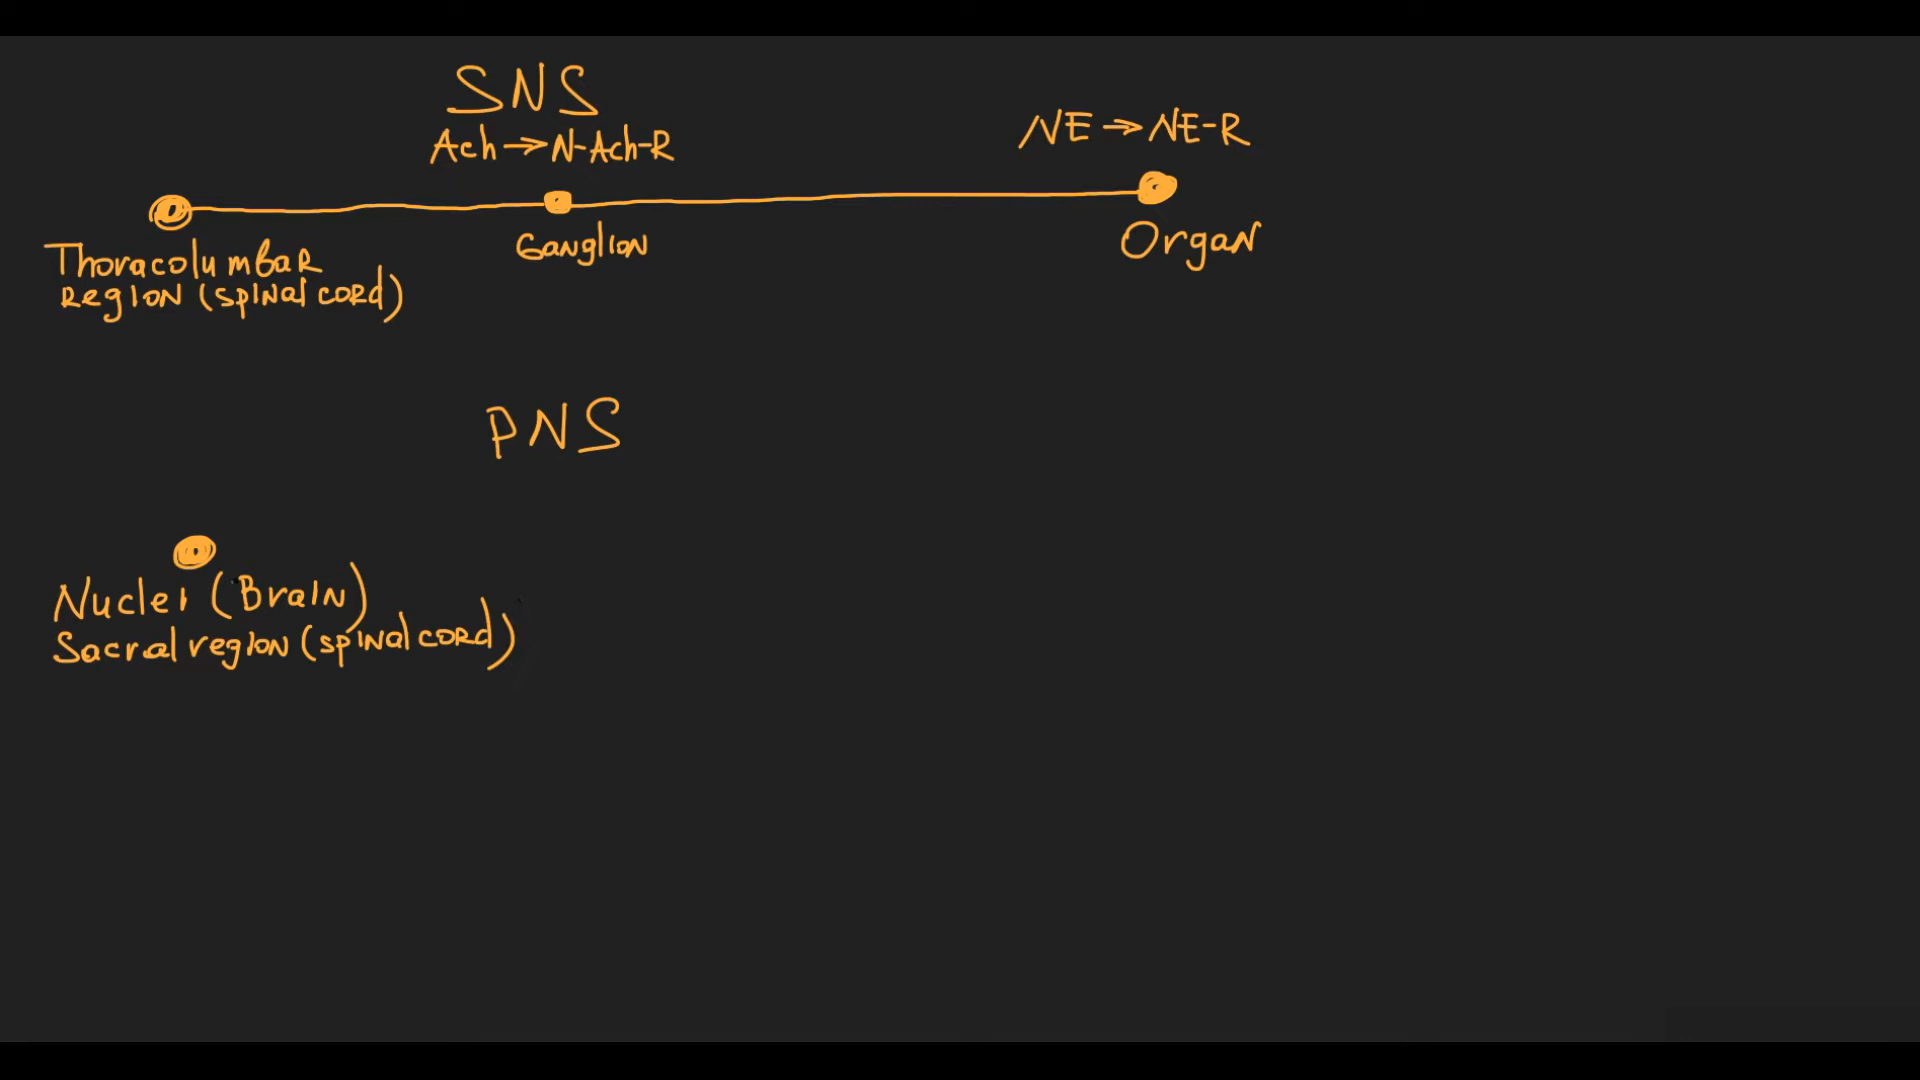 SNS
Ach→N-Ach-R
NE→NE-R
Thoracolumbar
Region (spinal cord)
Ganglion
Organ
PNS
Nuclei (Brain)
Sacral region (spinal cord)